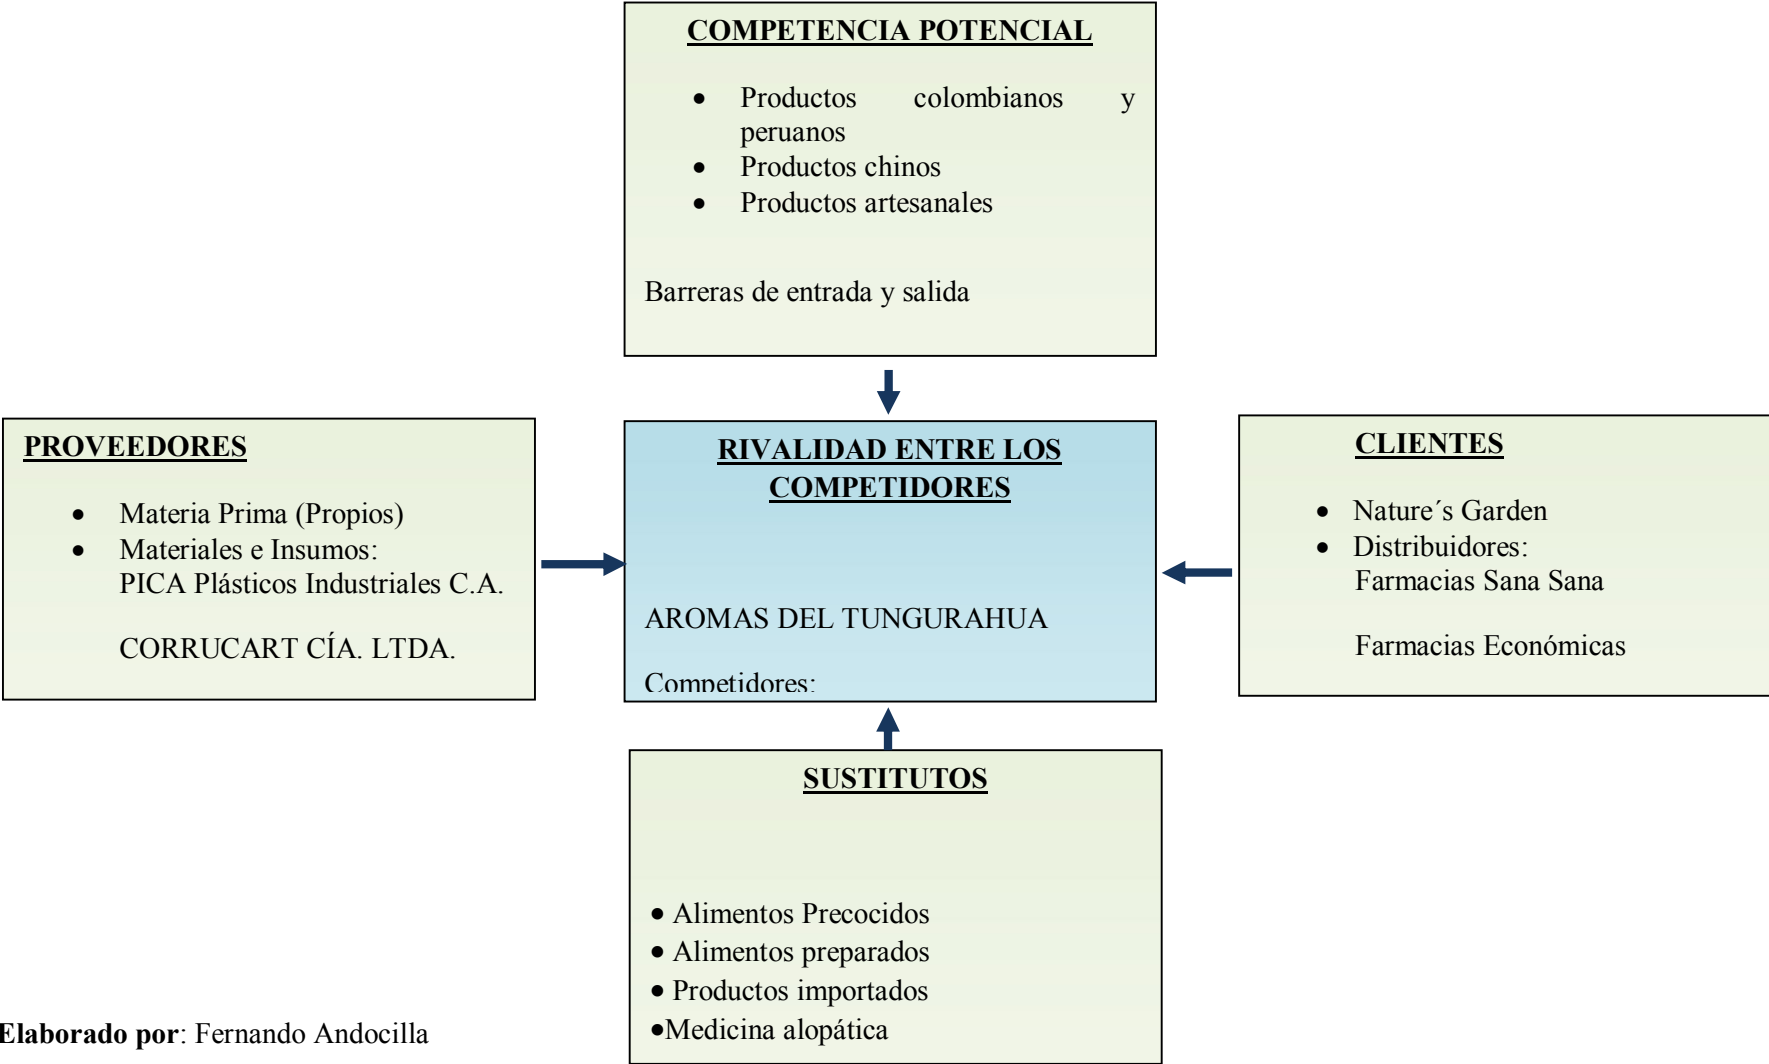 COMPETENCIA POTENCIAL
• Productos colombianos y
peruanos
• Productos chinos
• Productos artesanales
Barreras de entrada y salida
PROVEEDORES
• Materia Prima (Propios)
• Materiales e Insumos:
PICA Plásticos Industriales C.A.
CORRUCART CÍA. LTDA.
RIVALIDAD ENTRE LOS
COMPETIDORES
AROMAS DEL TUNGURAHUA
Competidores:
CLIENTES
• Nature´s Garden
• Distribuidores:
Farmacias Sana Sana
Farmacias Económicas
SUSTITUTOS
• Alimentos Precocidos
• Alimentos preparados
• Productos importados
•Medicina alopática
Elaborado por: Fernando Andocilla